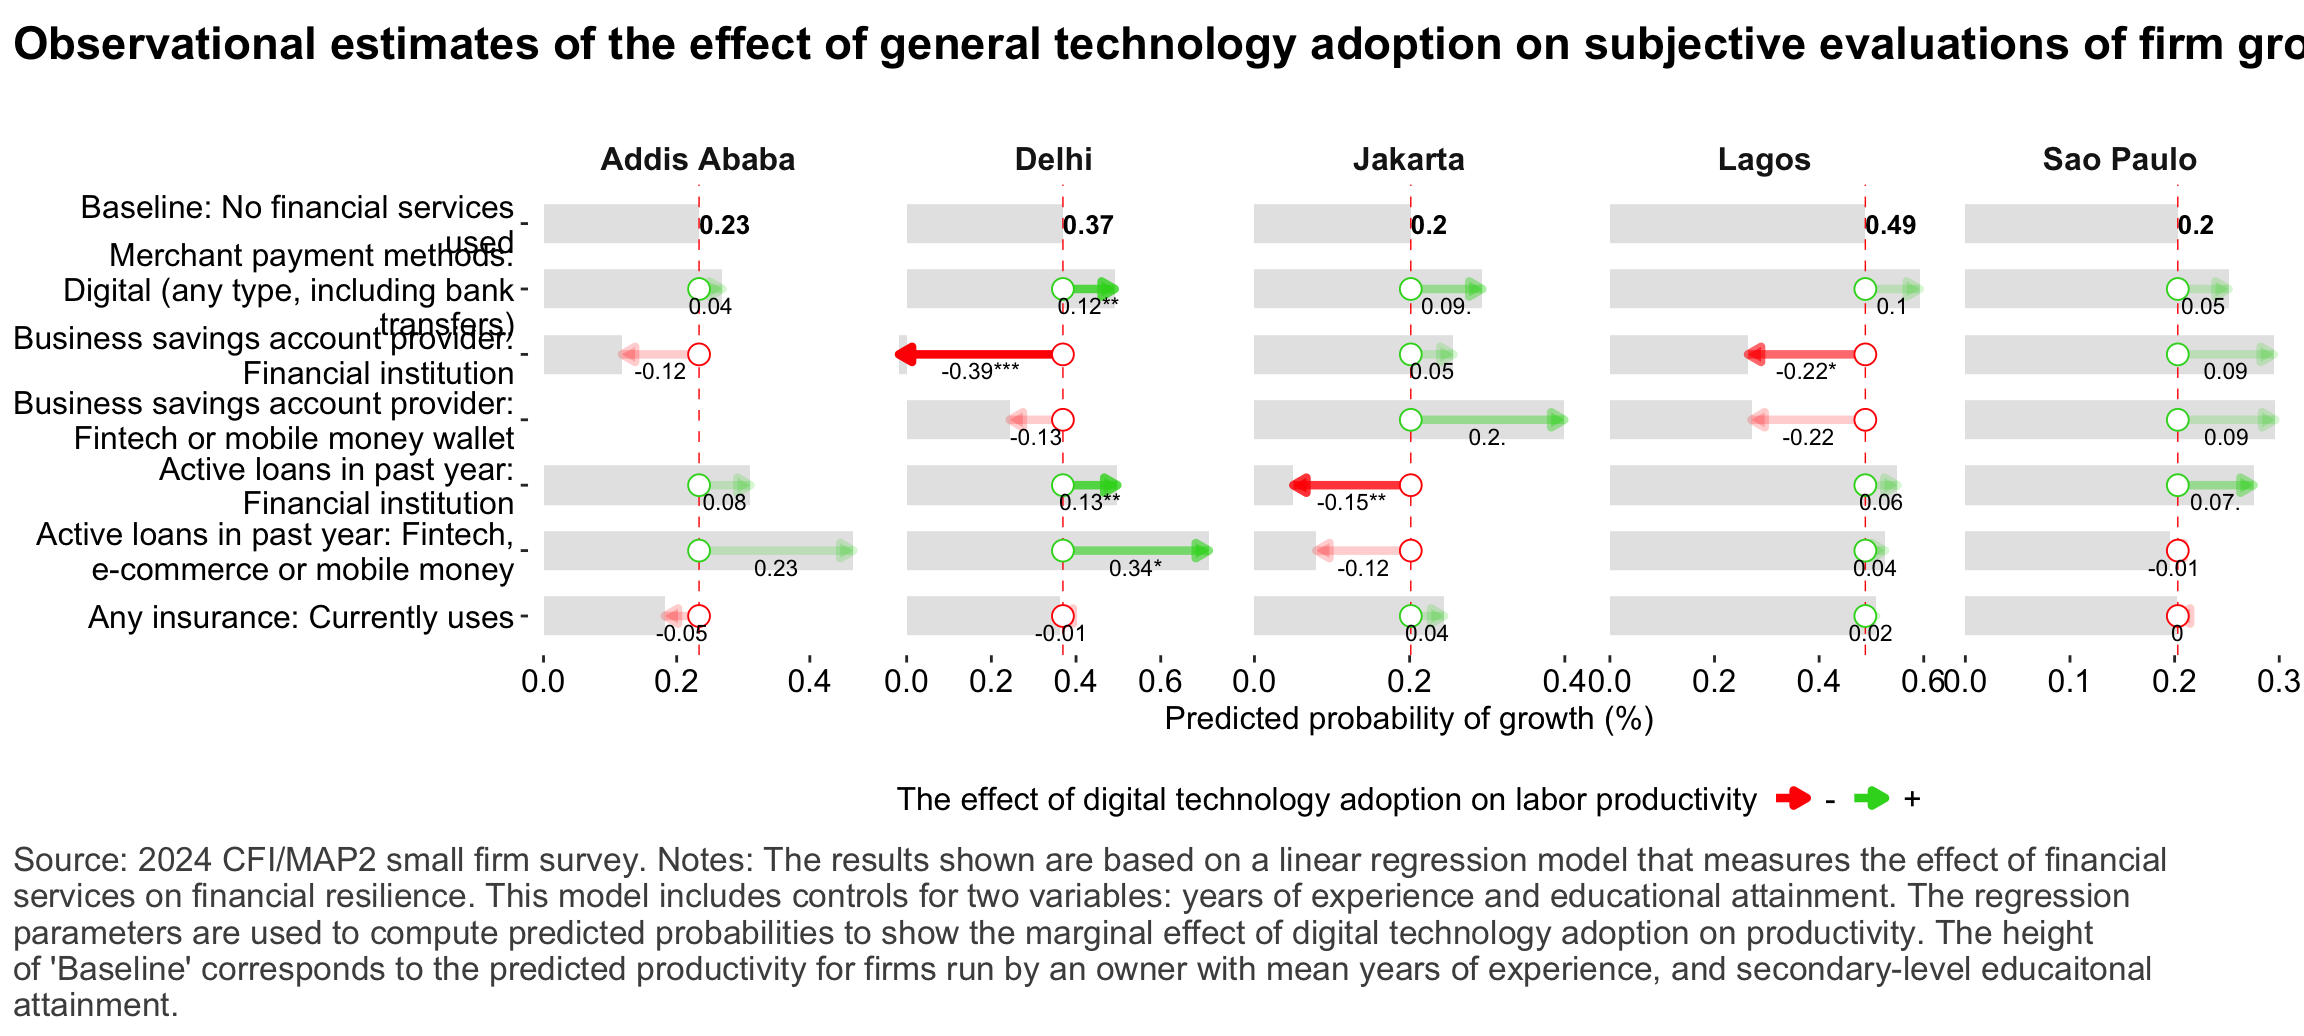 Observational estimates of the effect of general technology adoption on subjective evaluations of firm gro
Addis Ababa Delhi Jakarta Lagos Sao Paulo
Baseline: No financial services
used
0.23 0.37 0.2 0.49 0.2
Merchant payment methods:
Digital (any type, including bank
transfers)
0.04 0.12** 0.09. 0.1 0.05
Business savings account provider:
Financial institution
-0.12 -0.39*** 0.05 -0.22* 0.09
Business savings account provider:
Fintech or mobile money wallet
-0.13 0.2. -0.22 0.09
Active loans in past year:
Financial institution
0.08 0.13** -0.15** 0.06 0.07.
Active loans in past year: Fintech,
e-commerce or mobile money
0.23 0.34* -0.12 0.04 -0.01
Any insurance: Currently uses
-0.05 -0.01 0.04 0.02 0
0.0 0.2 0.4 0.0 0.2 0.4 0.6 0.0 0.2 0.4 0.0 0.2 0.4 0.6 0.0 0.1 0.2 0.3
Predicted probability of growth (%)
The effect of digital technology adoption on labor productivity - +
Source: 2024 CFI/MAP2 small firm survey. Notes: The results shown are based on a linear regression model that measures the effect of financial
services on financial resilience. This model includes controls for two variables: years of experience and educational attainment. The regression
parameters are used to compute predicted probabilities to show the marginal effect of digital technology adoption on productivity. The height
of 'Baseline' corresponds to the predicted productivity for firms run by an owner with mean years of experience, and secondary-level educaitonal
attainment.